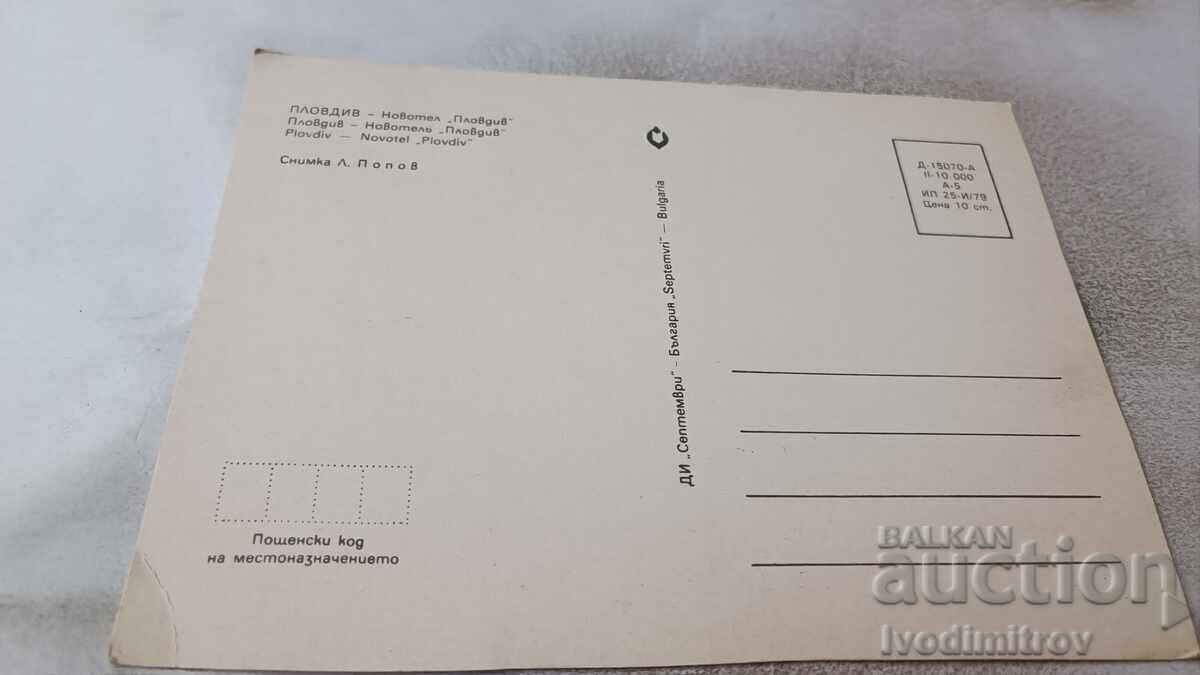 ПЛОВДИВ – Новотел „Пловдив“
Пловдив – Новотель „Пловдив“
Plovdiv — Novotel „Plovdiv“
Снимка Л. Попов
Д-15070-А
II-10 000
А-5
ИП 25-И/79
Цена 10 ст.
ДИ „Септември“ – България „Septemvri“ – Bulgaria
Пощенски код
на местоназначението
BALKAN
auction
Ivodimitrov